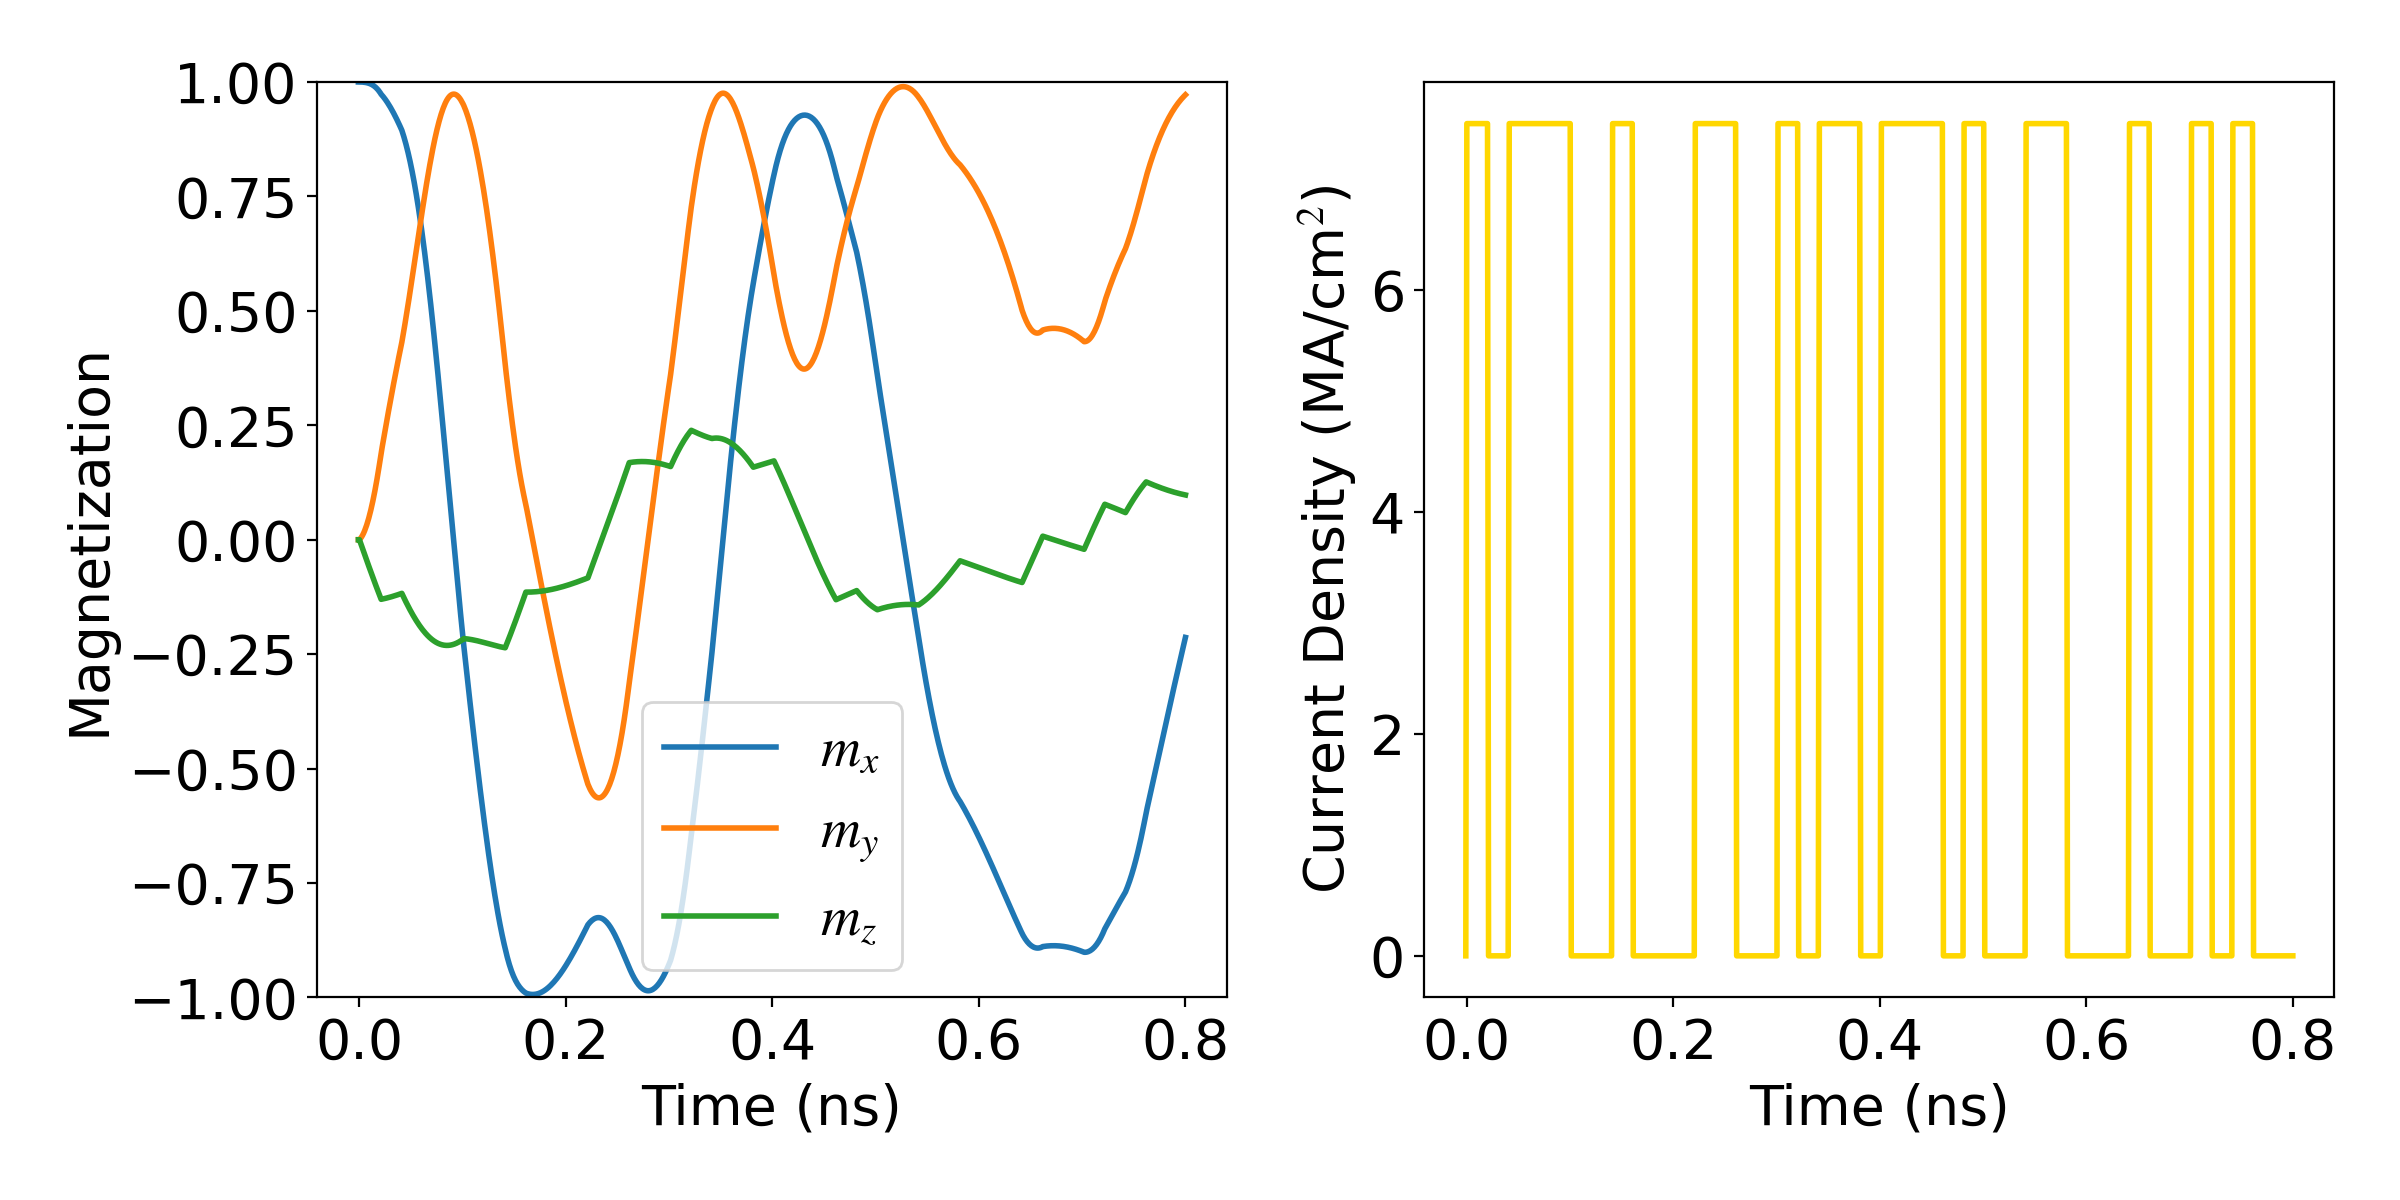 1.00
0.75
0.50
0.25
0.00
−0.25
−0.50
−0.75
−1.00
Magnetization
0.0 0.2 0.4 0.6 0.8
Time (ns)
m_x
m_y
m_z
6
4
2
0
Current Density (MA/cm²)
0.0 0.2 0.4 0.6 0.8
Time (ns)